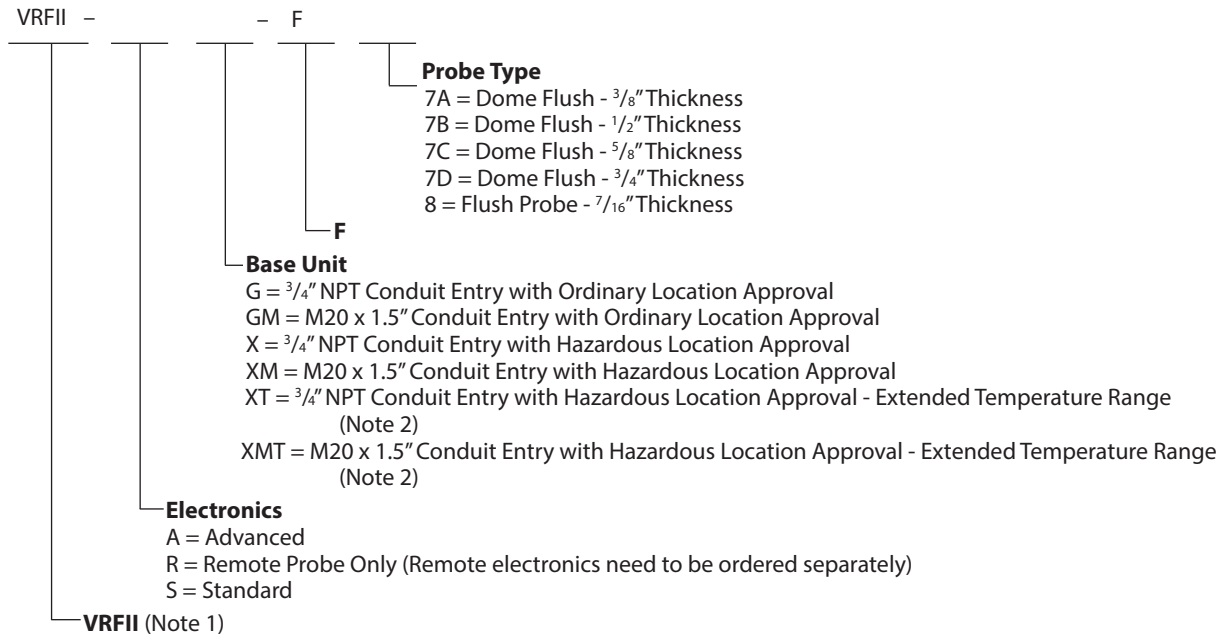 VRFII – – F
Probe Type
7A = Dome Flush - 3/8” Thickness
7B = Dome Flush - 1/2” Thickness
7C = Dome Flush - 5/8” Thickness
7D = Dome Flush - 3/4” Thickness
8 = Flush Probe - 7/16” Thickness
F
Base Unit
G = 3/4” NPT Conduit Entry with Ordinary Location Approval
GM = M20 x 1.5” Conduit Entry with Ordinary Location Approval
X = 3/4” NPT Conduit Entry with Hazardous Location Approval
XM = M20 x 1.5” Conduit Entry with Hazardous Location Approval
XT = 3/4” NPT Conduit Entry with Hazardous Location Approval - Extended Temperature Range
(Note 2)
XMT = M20 x 1.5” Conduit Entry with Hazardous Location Approval - Extended Temperature Range
(Note 2)
Electronics
A = Advanced
R = Remote Probe Only (Remote electronics need to be ordered separately)
S = Standard
VRFII (Note 1)